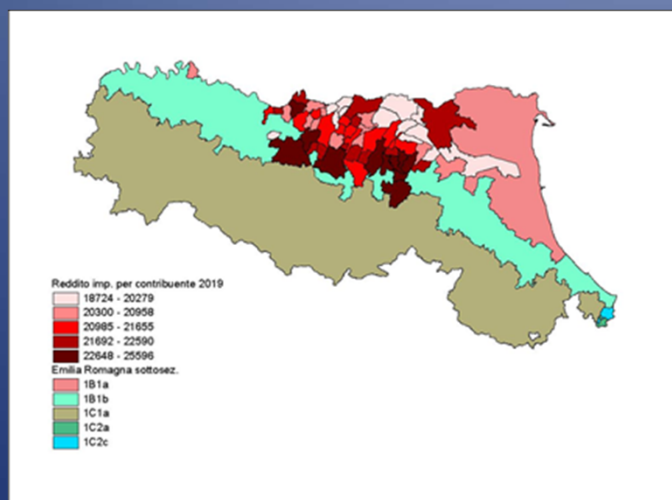 Reddito imp. per contribuente 2019
18724 - 20279
20300 - 20958
20985 - 21655
21692 - 22590
22648 - 25596
Emilia Romagna sottosez.
1B1a
1B1b
1C1a
1C2a
1C2c